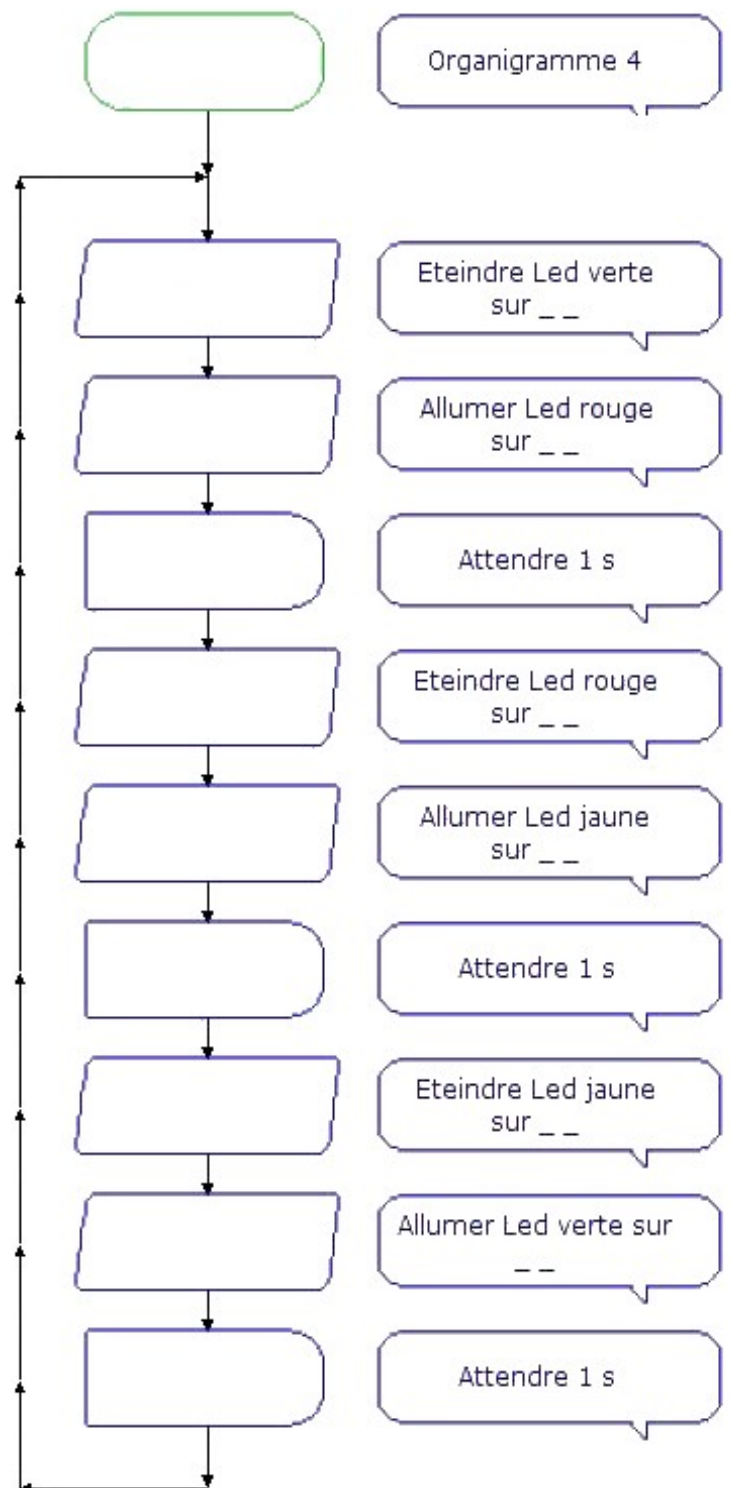 Organigramme 4
Eteindre Led verte
sur _ _
Allumer Led rouge
sur _ _
Attendre 1 s
Eteindre Led rouge
sur _ _
Allumer Led jaune
sur _ _
Attendre 1 s
Eteindre Led jaune
sur _ _
Allumer Led verte sur
_ _
Attendre 1 s